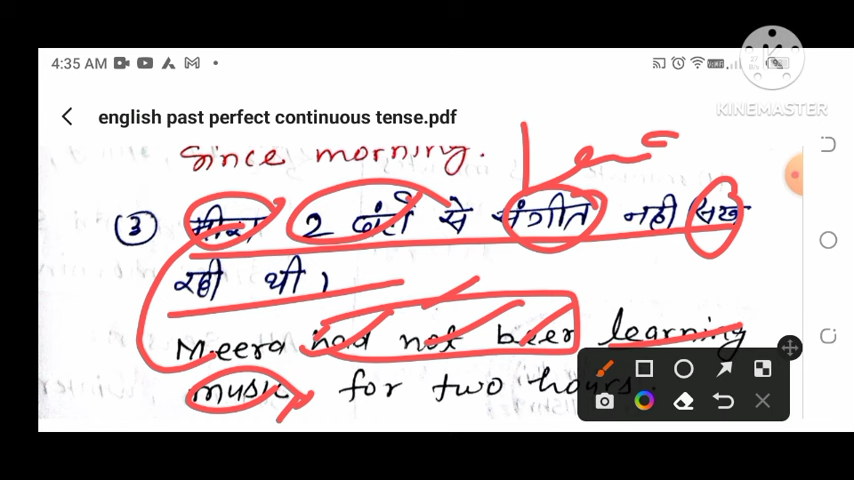 4:35 AM
KINEMASTER
english past perfect continuous tense.pdf
Since morning.
③ मीरा 2 घंटों से संगीत नही सिख
रही थी।
Meera had not been learning
music for two hours.